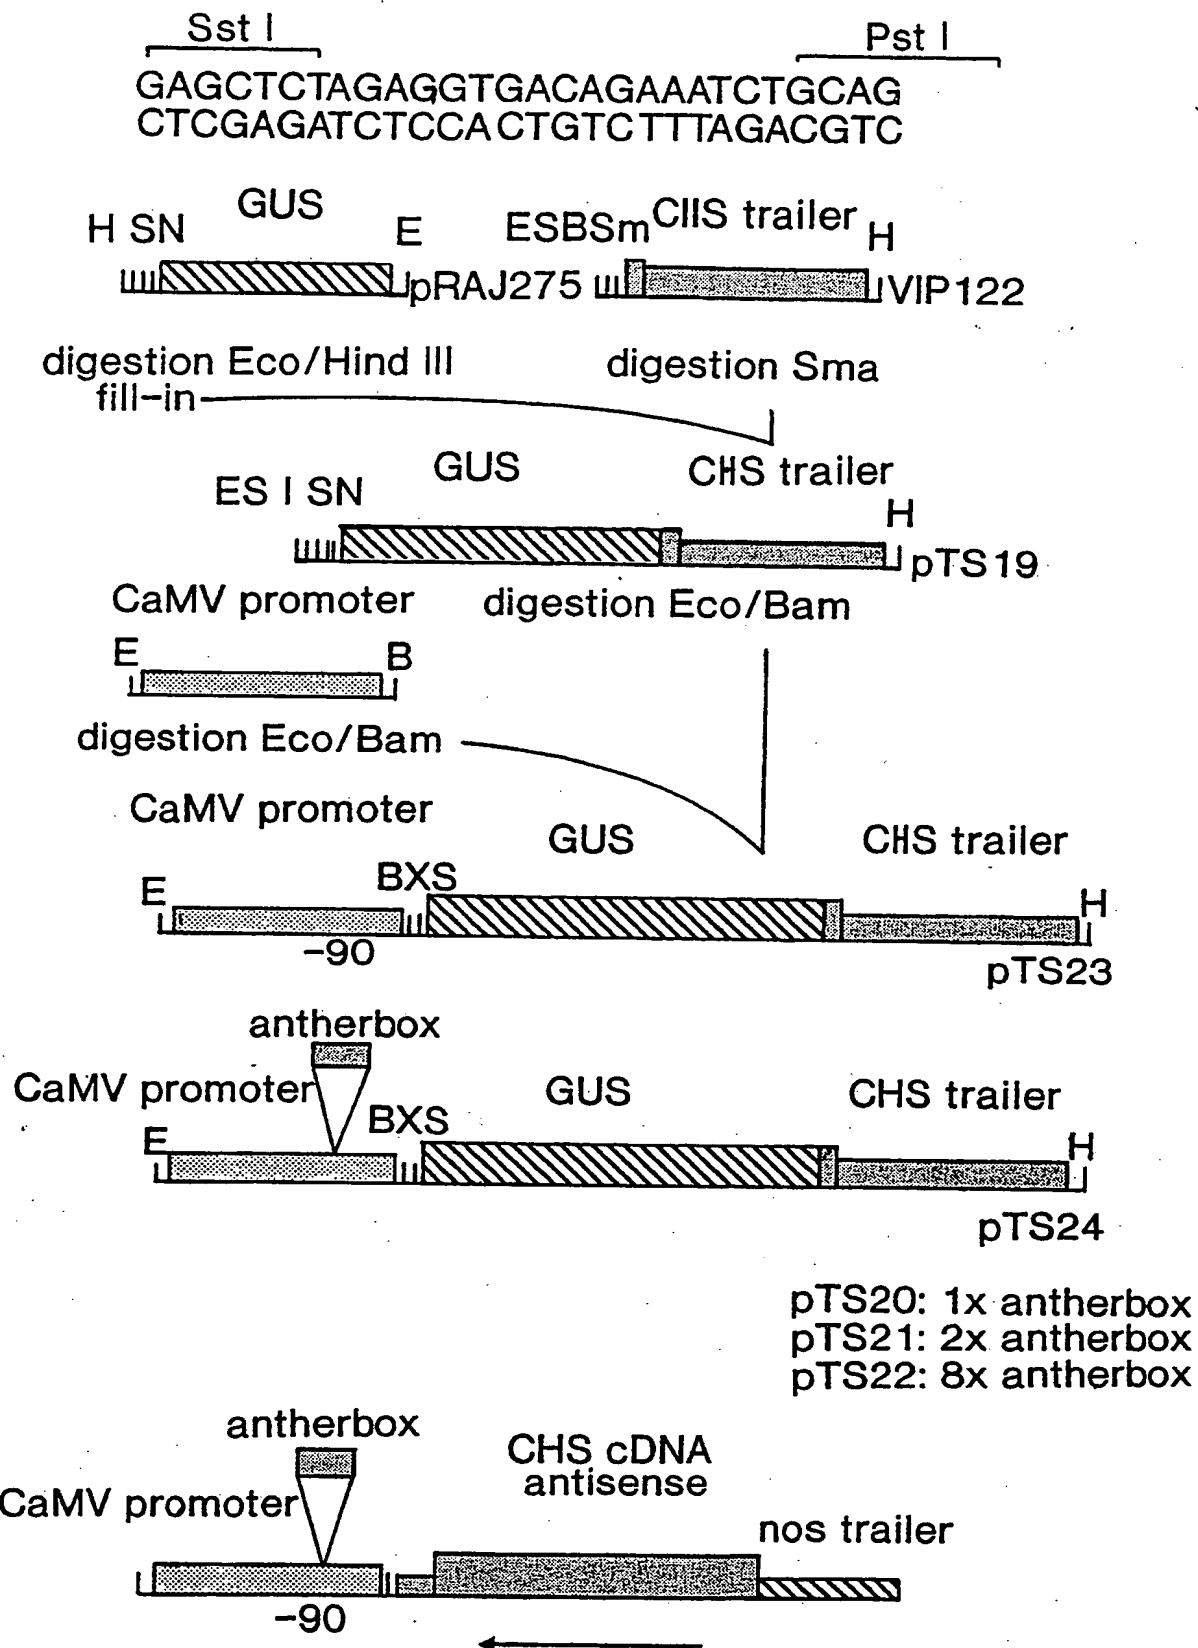 Sst I
Pst I
GAGCTCTAGAGGTGACAGAAATCTGCAG
CTCGAGATCTCCACTGTCTTTAGACGTC
GUS
CIIS trailer
H SN
E
ESBSm
H
pRAJ275
VIP122
digestion Eco/Hind III
fill-in
digestion Sma
GUS
CHS trailer
ES I SN
H
pTS19
CaMV promoter
digestion Eco/Bam
E
B
digestion Eco/Bam
CaMV promoter
GUS
CHS trailer
E
BXS
H
-90
pTS23
antherbox
CaMV promoter
GUS
CHS trailer
E
BXS
H
pTS24
pTS20: 1x antherbox
pTS21: 2x antherbox
pTS22: 8x antherbox
antherbox
CHS cDNA
antisense
CaMV promoter
nos trailer
-90